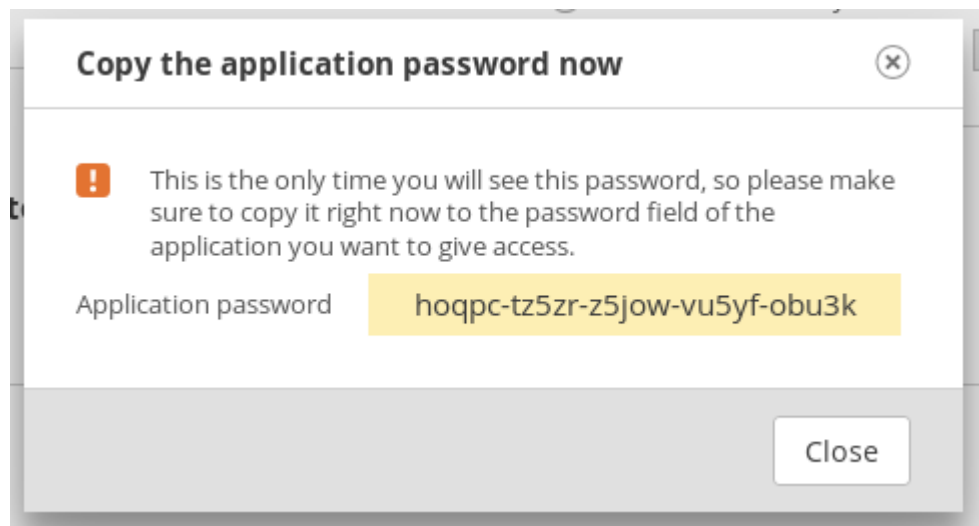 Copy the application password now
This is the only time you will see this password, so please make
sure to copy it right now to the password field of the
application you want to give access.
Application password hoqpc-tz5zr-z5jow-vu5yf-obu3k
Close